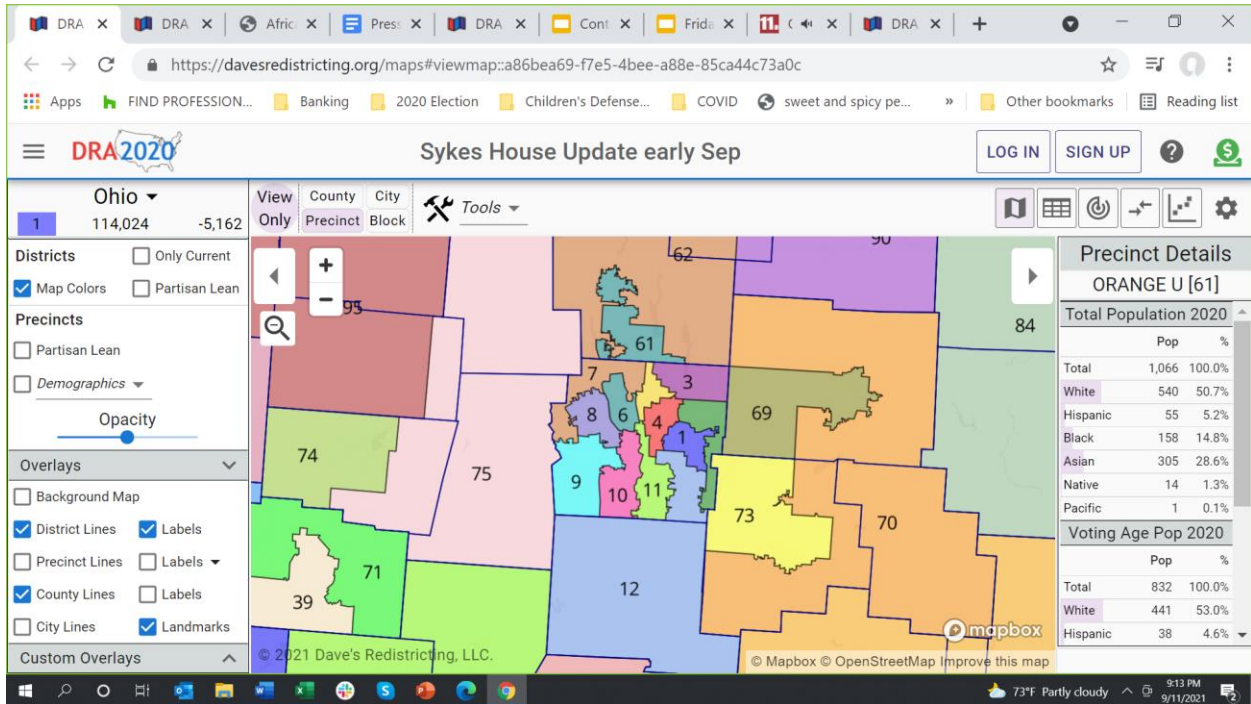 DRA
DRA
Afric
Pres
DRA
Cont
Frida
11.
DRA
https://davesredistricting.org/maps#viewmap::a86bea69-f7e5-4bee-a88e-85ca44c73a0c
Apps FIND PROFESSION... Banking 2020 Election Children's Defense... COVID sweet and spicy pe... » Other bookmarks Reading list
DRA2020 Sykes House Update early Sep LOG IN SIGN UP
Ohio
1 114,024 -5,162
View Only
County City
Precinct Block
Tools
Districts Only Current
Map Colors Partisan Lean
Precincts
Partisan Lean
Demographics
Opacity
Overlays
Background Map
District Lines Labels
Precinct Lines Labels
County Lines Labels
City Lines Landmarks
Custom Overlays
62
90
95
84
61
7
3
8
6
4
69
1
74
75
9
10
11
73
70
71
12
39
© 2021 Dave's Redistricting, LLC.
mapbox
© Mapbox © OpenStreetMap Improve this map
Precinct Details
ORANGE U [61]
Total Population 2020
Pop %
Total 1,066 100.0%
White 540 50.7%
Hispanic 55 5.2%
Black 158 14.8%
Asian 305 28.6%
Native 14 1.3%
Pacific 1 0.1%
Voting Age Pop 2020
Pop %
Total 832 100.0%
White 441 53.0%
Hispanic 38 4.6%
73°F Partly cloudy
9:13 PM
9/11/2021
2